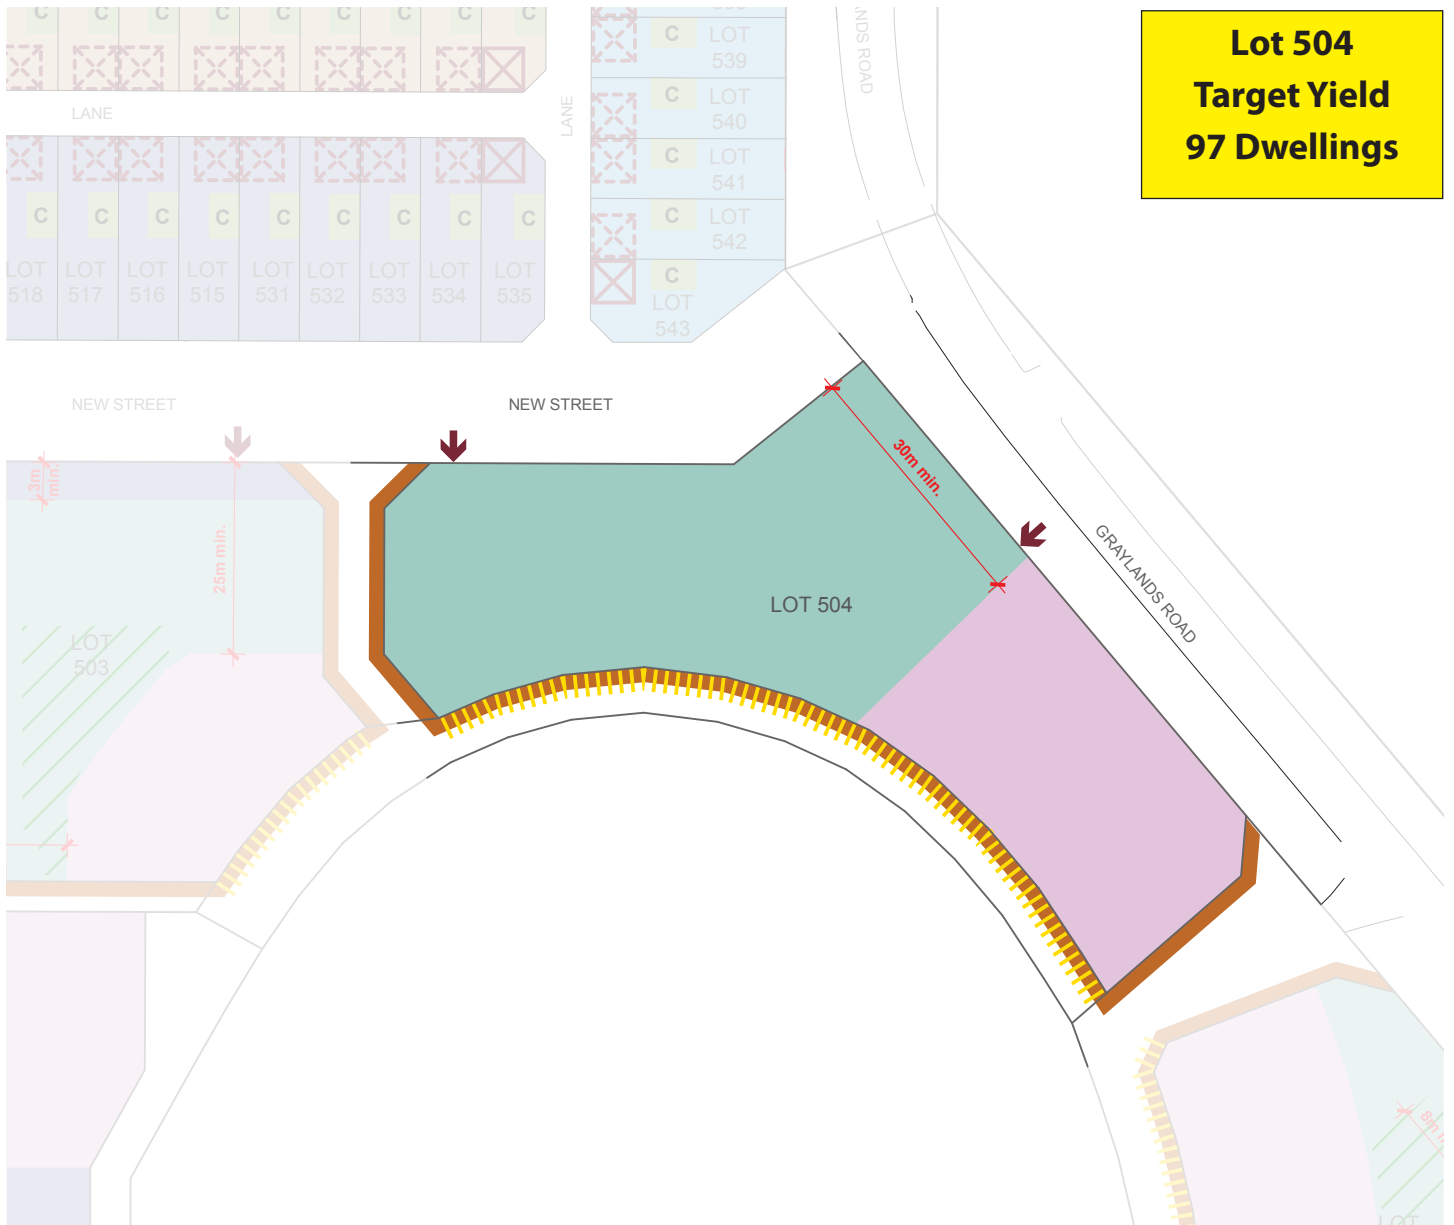 C
C
C
C
C
C
C
C
C
Lot 504
Target Yield
97 Dwellings
C
LOT
539
LANE
LANE
C
LOT
540
C
LOT
541
C
C
C
C
C
C
C
C
C
C
LOT
542
LOT
518
LOT
517
LOT
516
LOT
515
LOT
531
LOT
532
LOT
533
LOT
534
LOT
535
C
LOT
543
NEW STREET
NEW STREET
3m
min.
25m min.
30m min.
GRAYLANDS ROAD
LOT 504
LOT
503
LOT